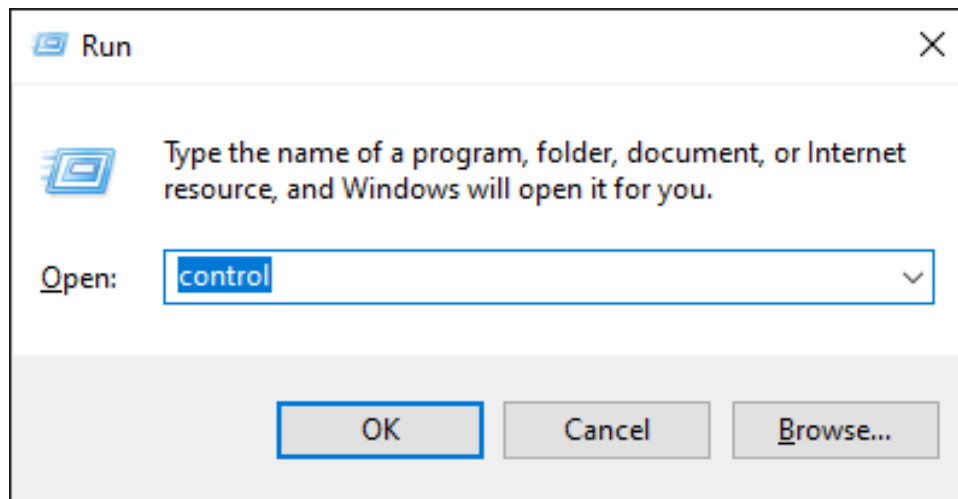 Run
Type the name of a program, folder, document, or Internet
resource, and Windows will open it for you.
Open: control
OK Cancel Browse...